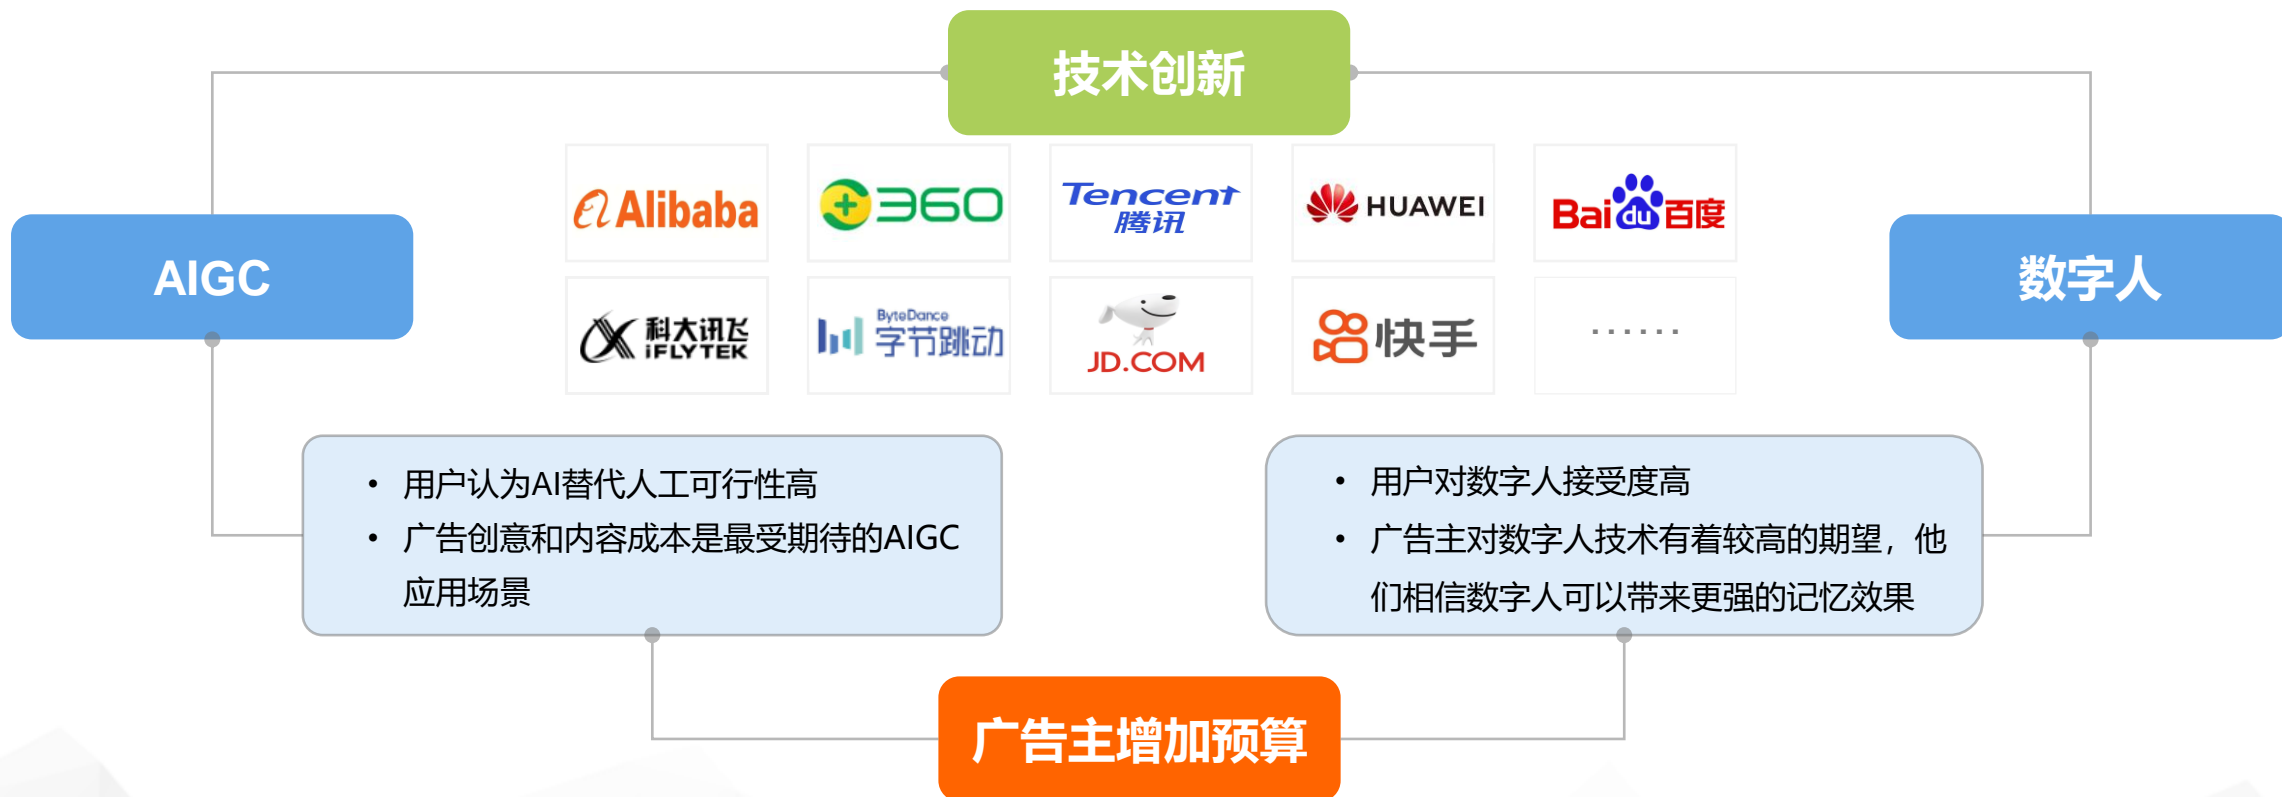 技术创新
Alibaba
360
Tencent
腾讯
HUAWEI
Bai du 百度
AIGC
数字人
科大讯飞
iFLYTEK
ByteDance
字节跳动
JD.COM
快手
······
• 用户认为AI替代人工可行性高
• 广告创意和内容成本是最受期待的AIGC
应用场景
• 用户对数字人接受度高
• 广告主对数字人技术有着较高的期望，他
们相信数字人可以带来更强的记忆效果
广告主增加预算